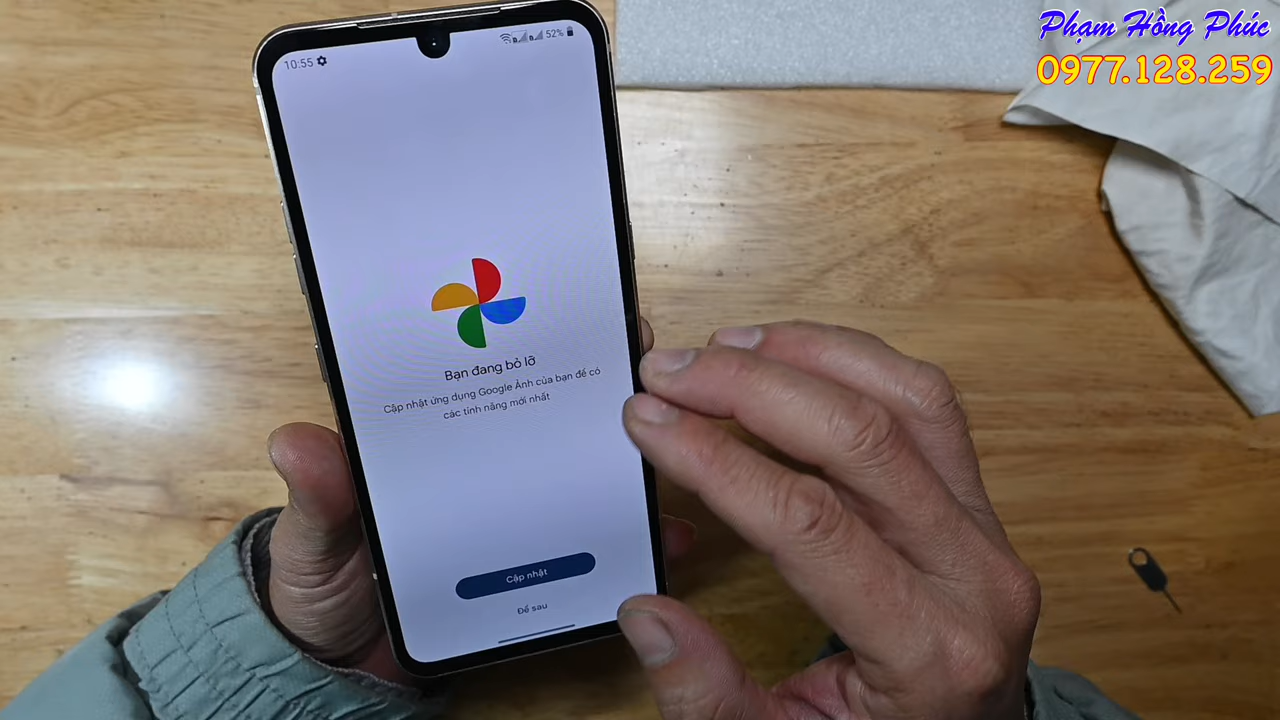 Phạm Hồng Phúc
0977.128.259
10:55
52%
Bạn đang bỏ lỡ
Cập nhật ứng dụng Google Ảnh của bạn để có
các tính năng mới nhất
Cập nhật
Để sau